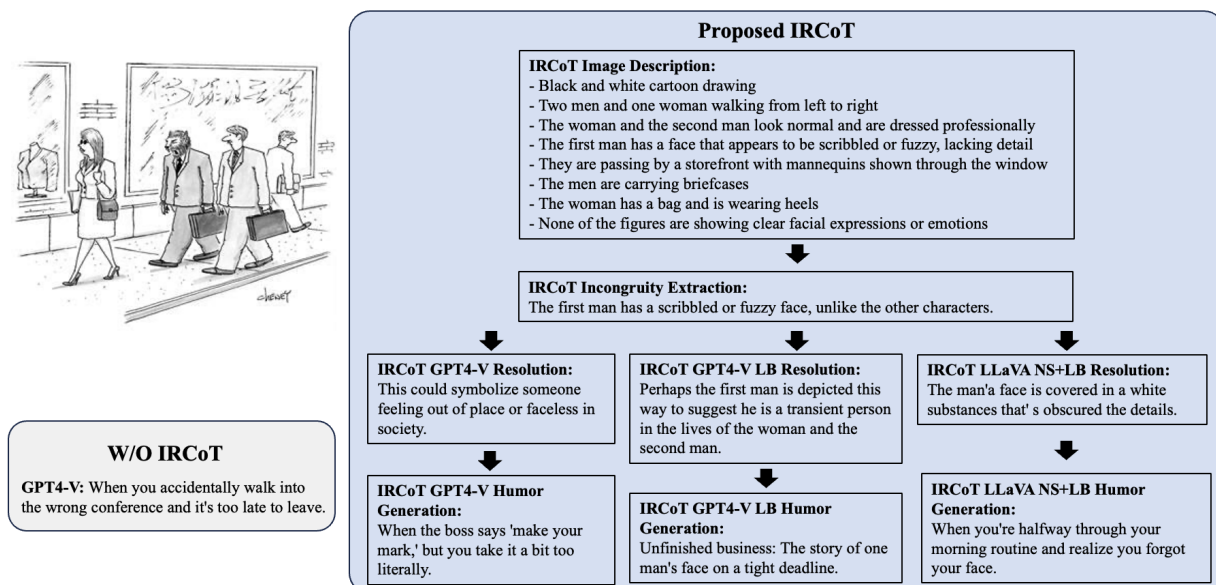 CHENEY
W/O IRCoT
GPT4-V: When you accidentally walk into
the wrong conference and it's too late to leave.
Proposed IRCoT
IRCoT Image Description:
- Black and white cartoon drawing
- Two men and one woman walking from left to right
- The woman and the second man look normal and are dressed professionally
- The first man has a face that appears to be scribbled or fuzzy, lacking detail
- They are passing by a storefront with mannequins shown through the window
- The men are carrying briefcases
- The woman has a bag and is wearing heels
- None of the figures are showing clear facial expressions or emotions
IRCoT Incongruity Extraction:
The first man has a scribbled or fuzzy face, unlike the other characters.
IRCoT GPT4-V Resolution:
This could symbolize someone
feeling out of place or faceless in
society.
IRCoT GPT4-V Humor
Generation:
When the boss says 'make your
mark,' but you take it a bit too
literally.
IRCoT GPT4-V LB Resolution:
Perhaps the first man is depicted this
way to suggest he is a transient person
in the lives of the woman and the
second man.
IRCoT GPT4-V LB Humor
Generation:
Unfinished business: The story of one
man's face on a tight deadline.
IRCoT LLaVA NS+LB Resolution:
The man'a face is covered in a white
substances that' s obscured the details.
IRCoT LLaVA NS+LB Humor
Generation:
When you're halfway through your
morning routine and realize you forgot
your face.